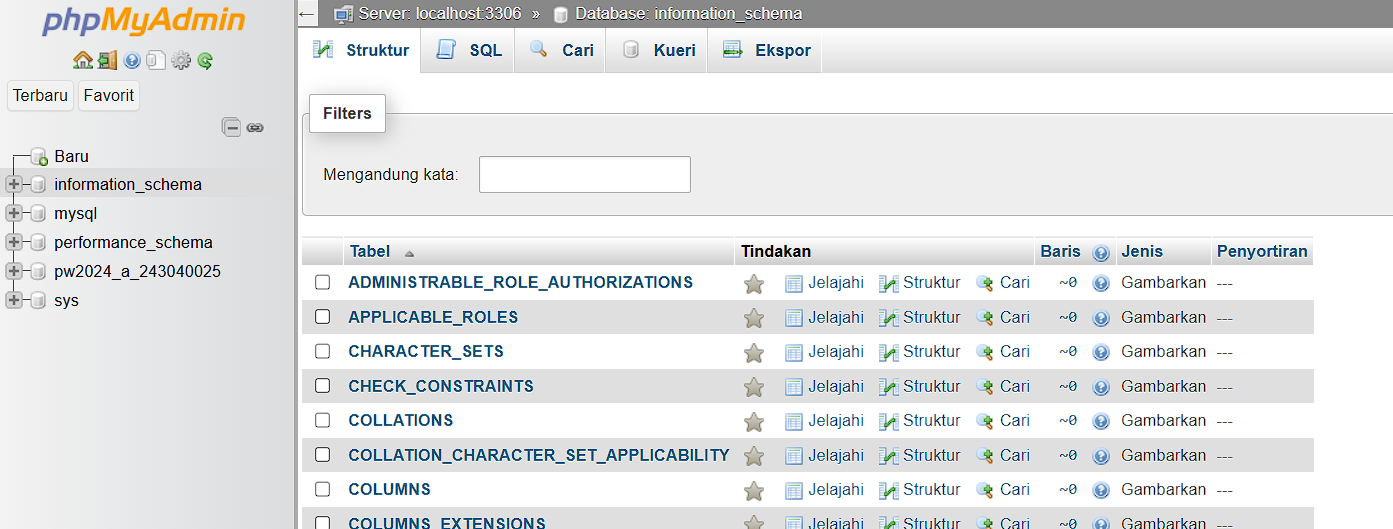 phpMyAdmin
Terbaru Favorit
Baru
information_schema
mysql
performance_schema
pw2024_a_243040025
sys
Server: localhost:3306 » Database: information_schema
Struktur SQL Cari Kueri Ekspor
Filters
Mengandung kata:
Tabel Tindakan Baris Jenis Penyortiran
ADMINISTRABLE_ROLE_AUTHORIZATIONS Jelajahi Struktur Cari ~0 Gambarkan ---
APPLICABLE_ROLES Jelajahi Struktur Cari ~0 Gambarkan ---
CHARACTER_SETS Jelajahi Struktur Cari ~0 Gambarkan ---
CHECK_CONSTRAINTS Jelajahi Struktur Cari ~0 Gambarkan ---
COLLATIONS Jelajahi Struktur Cari ~0 Gambarkan ---
COLLATION_CHARACTER_SET_APPLICABILITY Jelajahi Struktur Cari ~0 Gambarkan ---
COLUMNS Jelajahi Struktur Cari ~0 Gambarkan ---
COLUMNS_EXTENSIONS Jelajahi Struktur Cari ~0 Gambarkan ---